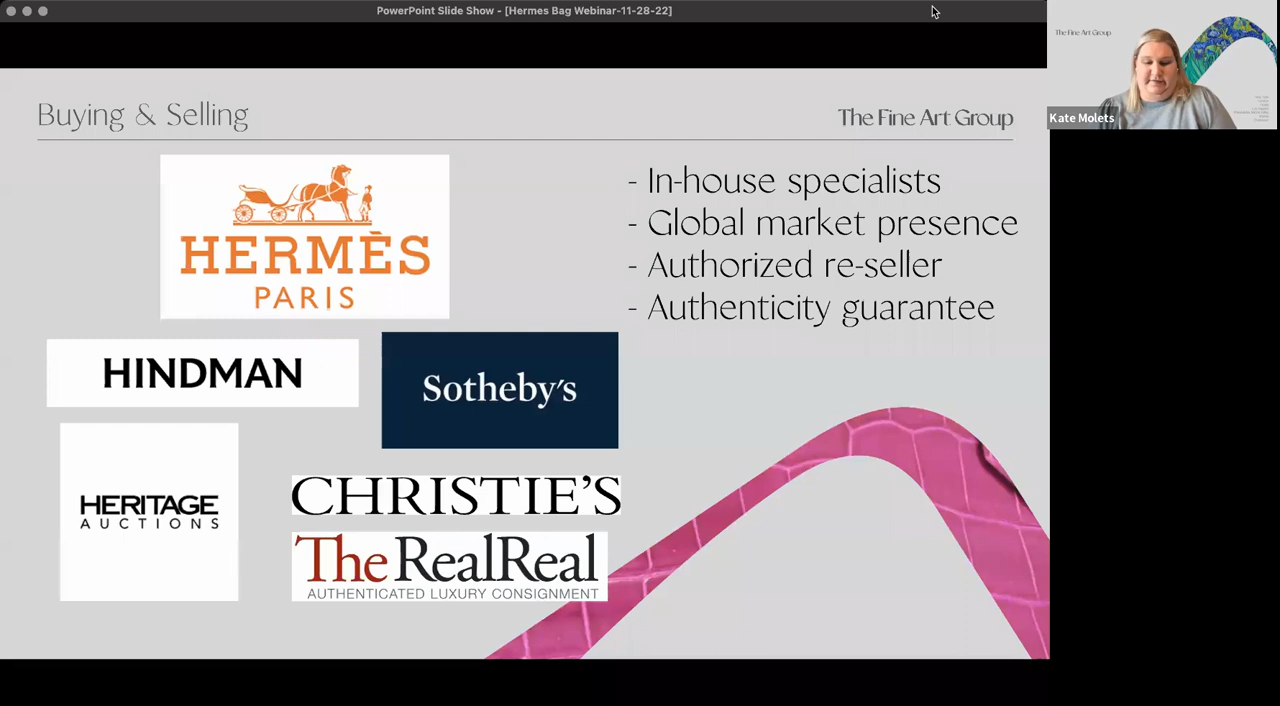 PowerPoint Slide Show - [Hermes Bag Webinar-11-28-22]
The Fine Art Group
Kate Molets
Buying & Selling
The Fine Art Group
HERMÈS
PARIS
- In-house specialists
- Global market presence
- Authorized re-seller
- Authenticity guarantee
HINDMAN
Sotheby's
HERITAGE
AUCTIONS
CHRISTIE'S
The RealReal
AUTHENTICATED LUXURY CONSIGNMENT